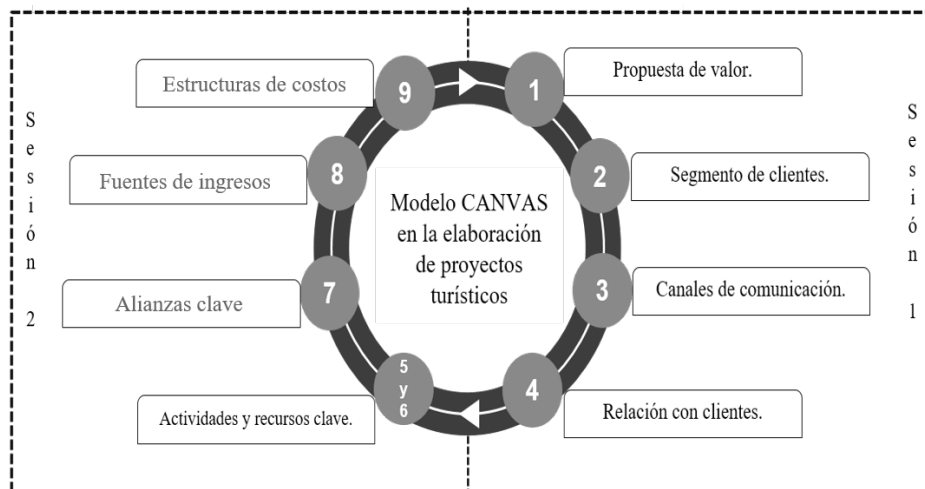 Estructuras de costos
9
1
Propuesta de valor.
Sesión 2
Sesión 1
Fuentes de ingresos
8
2
Segmento de clientes.
Modelo CANVAS
en la elaboración
de proyectos
turísticos
Alianzas clave
7
3
Canales de comunicación.
Actividades y recursos clave.
5
y
6
4
Relación con clientes.